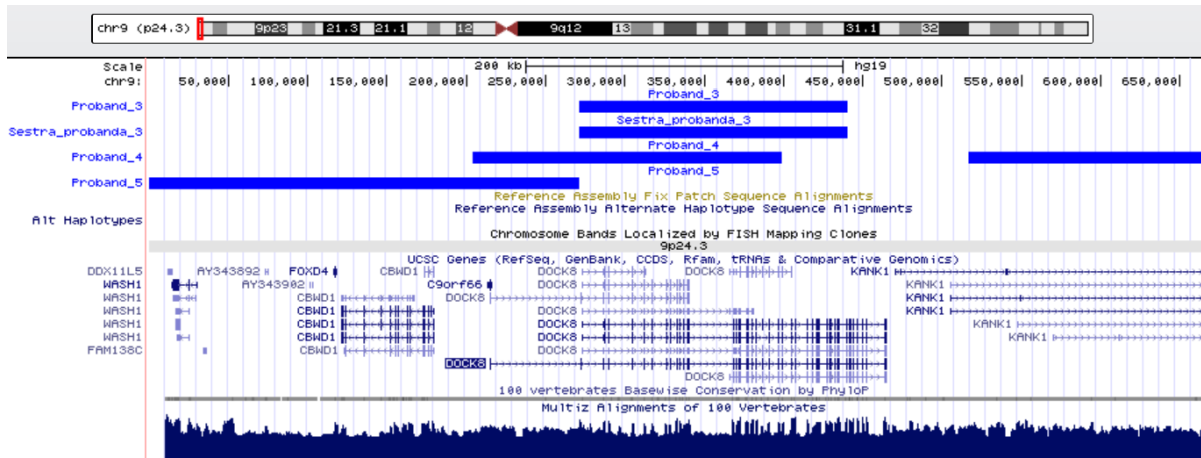 chr9 (p24.3) 9p23 21.3 21.1 12 9q12 13 31.1 32
Scale 200 kb hg19
chr9: 50,000 100,000 150,000 200,000 250,000 300,000 350,000 400,000 450,000 500,000 550,000 600,000 650,000
Proband_3
Proband_3
Sestra_probanda_3
Sestra_probanda_3
Proband_4
Proband_4
Proband_5
Proband_5
Reference Assembly Fix Patch Sequence Alignments
Reference Assembly Alternate Haplotype Sequence Alignments
Alt Haplotypes
Chromosome Bands Localized by FISH Mapping Clones
9p24.3
UCSC Genes (RefSeq, GenBank, CCDS, Rfam, tRNAs & Comparative Genomics)
DDX11L5 AY343892 FOXD4 CBWD1 DOCK8 DOCK8 KANK1
WASH1 AY343902 C9orf66 DOCK8 KANK1
WASH1 CBWD1 DOCK8 KANK1
WASH1 CBWD1 DOCK8 KANK1
WASH1 CBWD1 DOCK8 KANK1
WASH1 CBWD1 DOCK8 KANK1
FAM138C CBWD1 DOCK8
DOCK8
DOCK8
100 vertebrates Basewise Conservation by PhyloP
Multiz Alignments of 100 Vertebrates